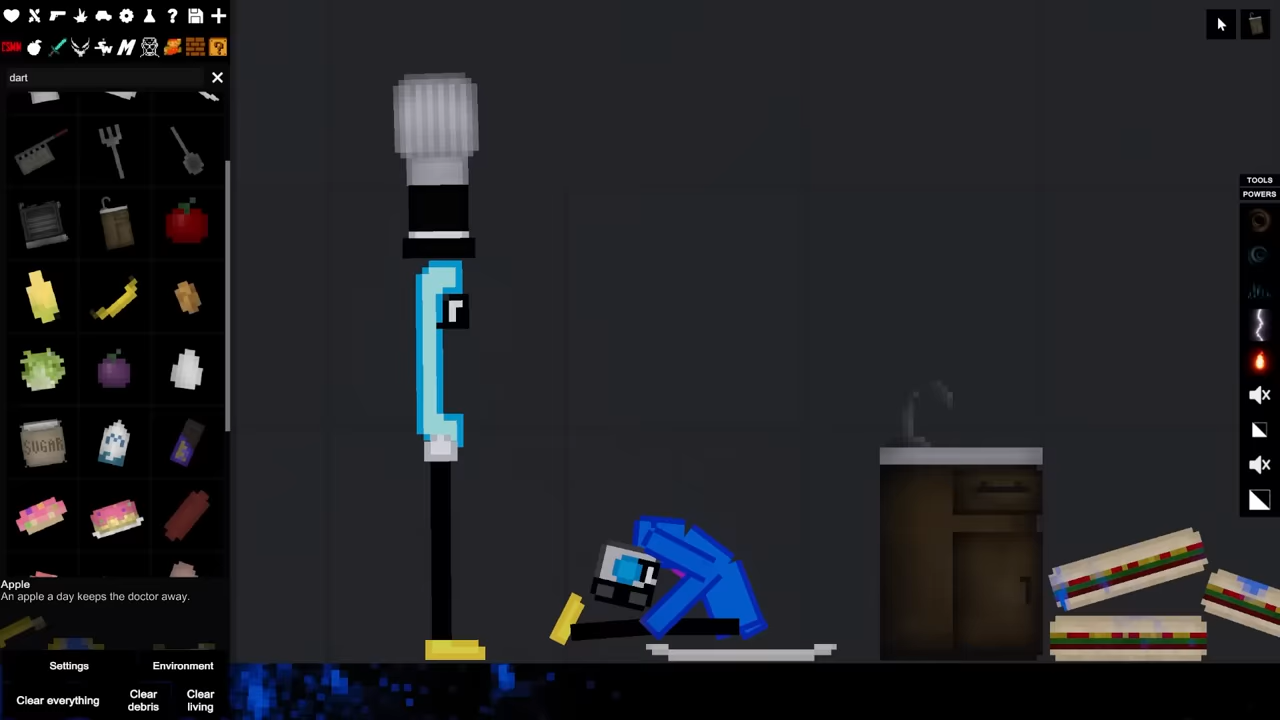 dart
SUGAR
Apple
An apple a day keeps the doctor away.
Settings
Environment
Clear everything
Clear debris
Clear living
TOOLS
POWERS